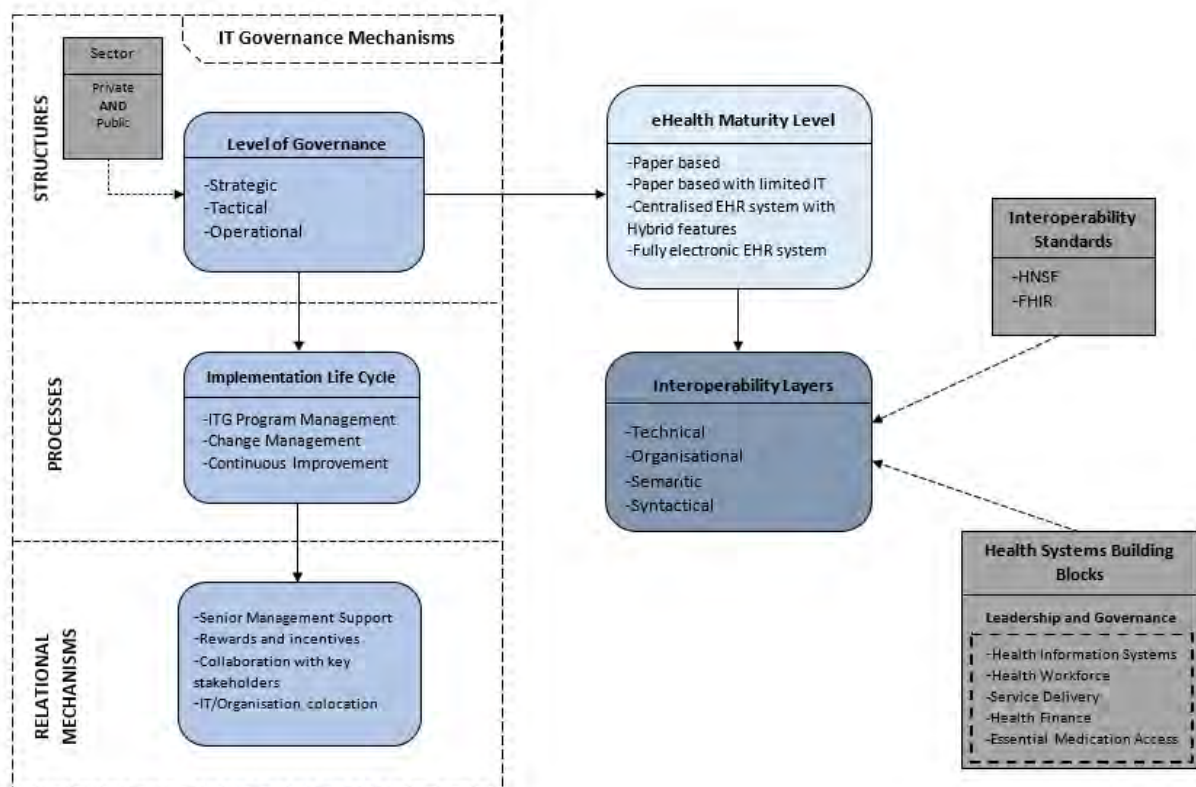 IT Governance Mechanisms
STRUCTURES
Sector
Private
AND
Public
Level of Governance
-Strategic
-Tactical
-Operational
eHealth Maturity Level
-Paper based
-Paper based with limited IT
-Centralised EHR system with
Hybrid features
-Fully electronic EHR system
Interoperability
Standards
-HNSF
-FHIR
PROCESSES
Implementation Life Cycle
-ITG Program Management
-Change Management
-Continuous Improvement
Interoperability Layers
-Technical
-Organisational
-Semantic
-Syntactical
RELATIONAL
MECHANISMS
-Senior Management Support
-Rewards and incentives
-Collaboration with key
stakeholders
-IT/Organisation colocation
Health Systems Building
Blocks
Leadership and Governance
-Health Information Systems
-Health Workforce
-Service Delivery
-Health Finance
-Essential Medication Access